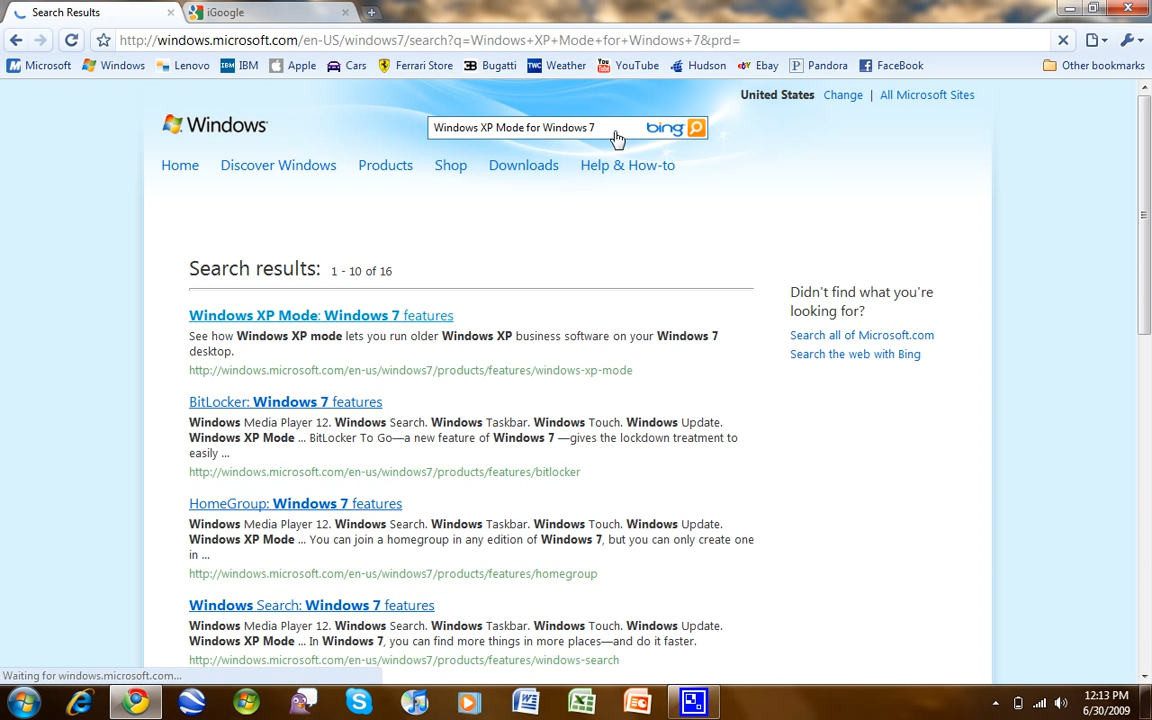 Search Results
iGoogle
http://windows.microsoft.com/en-US/windows7/search?q=Windows+XP+Mode+for+Windows+7&prd=
Microsoft Windows Lenovo IBM IBM Apple Cars Ferrari Store Bugatti TWC Weather You Tube YouTube Hudson ebY Ebay Pandora FaceBook Other bookmarks
United States Change | All Microsoft Sites
Windows
Windows XP Mode for Windows 7 bing
Home Discover Windows Products Shop Downloads Help & How-to
Search results: 1 - 10 of 16
Windows XP Mode: Windows 7 features
See how Windows XP mode lets you run older Windows XP business software on your Windows 7
desktop.
http://windows.microsoft.com/en-us/windows7/products/features/windows-xp-mode
BitLocker: Windows 7 features
Windows Media Player 12. Windows Search. Windows Taskbar. Windows Touch. Windows Update.
Windows XP Mode ... BitLocker To Go—a new feature of Windows 7 —gives the lockdown treatment to
easily ...
http://windows.microsoft.com/en-us/windows7/products/features/bitlocker
HomeGroup: Windows 7 features
Windows Media Player 12. Windows Search. Windows Taskbar. Windows Touch. Windows Update.
Windows XP Mode ... You can join a homegroup in any edition of Windows 7, but you can only create one
in ...
http://windows.microsoft.com/en-us/windows7/products/features/homegroup
Windows Search: Windows 7 features
Windows Media Player 12. Windows Search. Windows Taskbar. Windows Touch. Windows Update.
Windows XP Mode ... In Windows 7, you can find more things in more places—and do it faster.
http://windows.microsoft.com/en-us/windows7/products/features/windows-search
Didn't find what you're
looking for?
Search all of Microsoft.com
Search the web with Bing
Waiting for windows.microsoft.com...
12:13 PM
6/30/2009